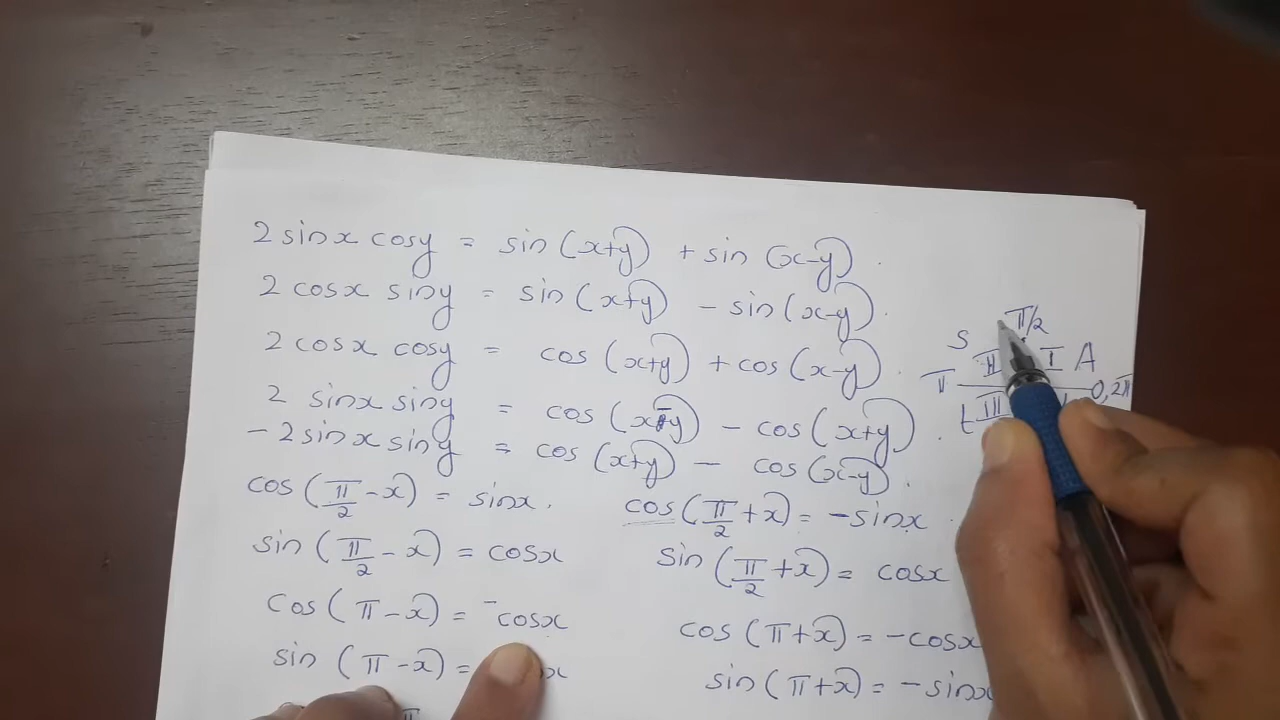 2 sinx cosy = sin(x+y) + sin(x-y).
2 cosx siny = sin(x+y) - sin(x-y).
2 cosx cosy = cos(x+y) + cos(x-y).
2 sinx siny = cos(x-y) - cos(x+y).
-2 sinx siny = cos(x+y) - cos(x-y).
cos(π/2 - x) = sinx. cos(π/2 + x) = -sinx
sin(π/2 - x) = cosx sin(π/2 + x) = cosx
cos(π - x) = -cosx cos(π + x) = -cosx
sin(π - x) = sin(π + x) = -sinx
π/2
S II I A
π 0, 2π
t III